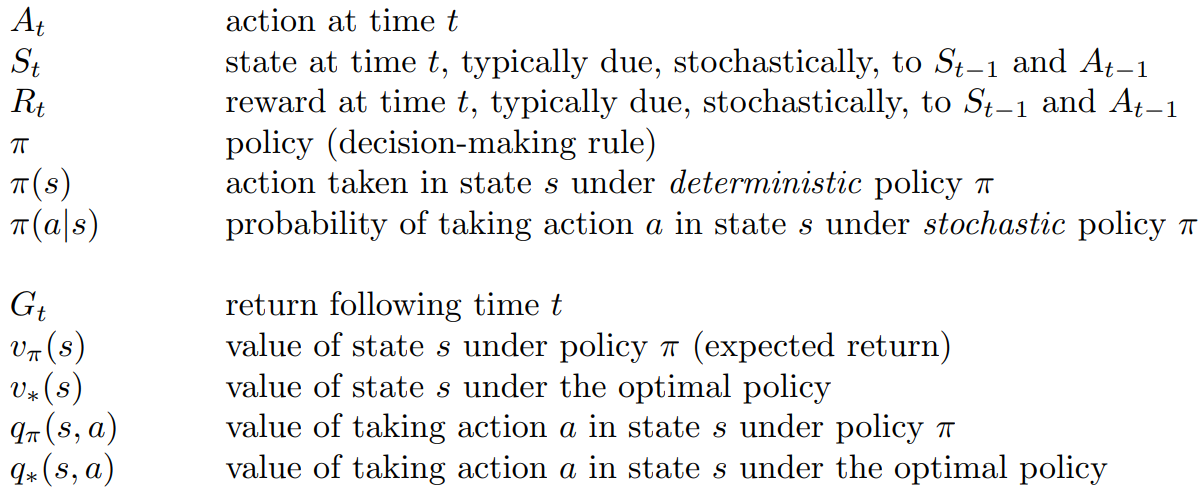 $A_t$ action at time $t$
$S_t$ state at time $t$, typically due, stochastically, to $S_{t-1}$ and $A_{t-1}$
$R_t$ reward at time $t$, typically due, stochastically, to $S_{t-1}$ and $A_{t-1}$
$\pi$ policy (decision-making rule)
$\pi(s)$ action taken in state $s$ under deterministic policy $\pi$
$\pi(a|s)$ probability of taking action $a$ in state $s$ under stochastic policy $\pi$
$G_t$ return following time $t$
$v_\pi(s)$ value of state $s$ under policy $\pi$ (expected return)
$v_*(s)$ value of state $s$ under the optimal policy
$q_\pi(s, a)$ value of taking action $a$ in state $s$ under policy $\pi$
$q_*(s, a)$ value of taking action $a$ in state $s$ under the optimal policy